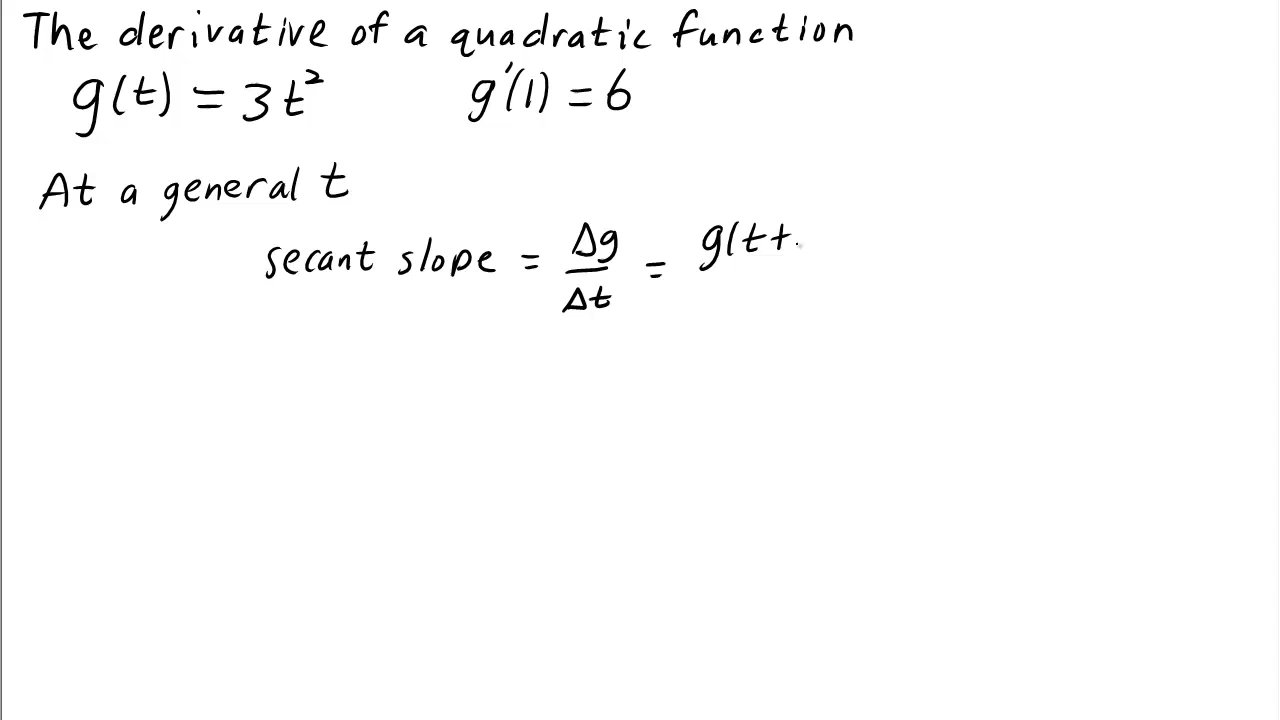 The derivative of a quadratic function
g(t) = 3t² g'(1) = 6
At a general t
secant slope = Δg/Δt = g(t+